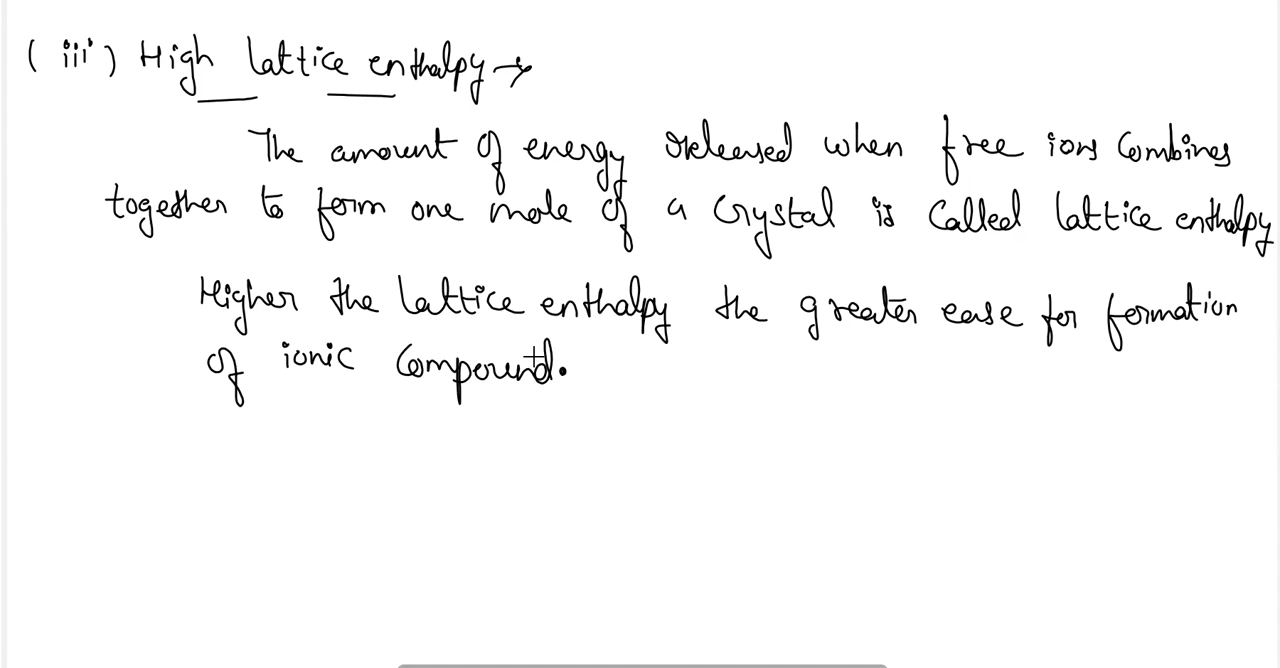 (iii) High lattice enthalpy →
The amount of energy released when free ions combines
together to form one mole of a crystal is called lattice enthalpy
Higher the lattice enthalpy the greater ease for formation
of ionic compound.